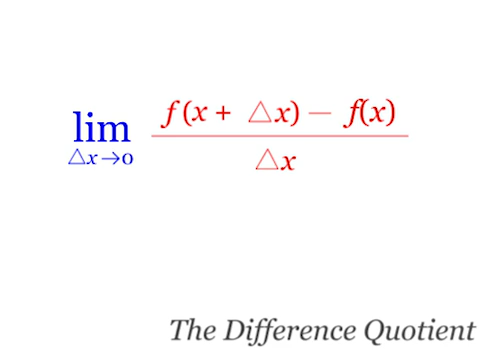 lim f(x + △x) − f(x)
△x→0 △x
The Difference Quotient